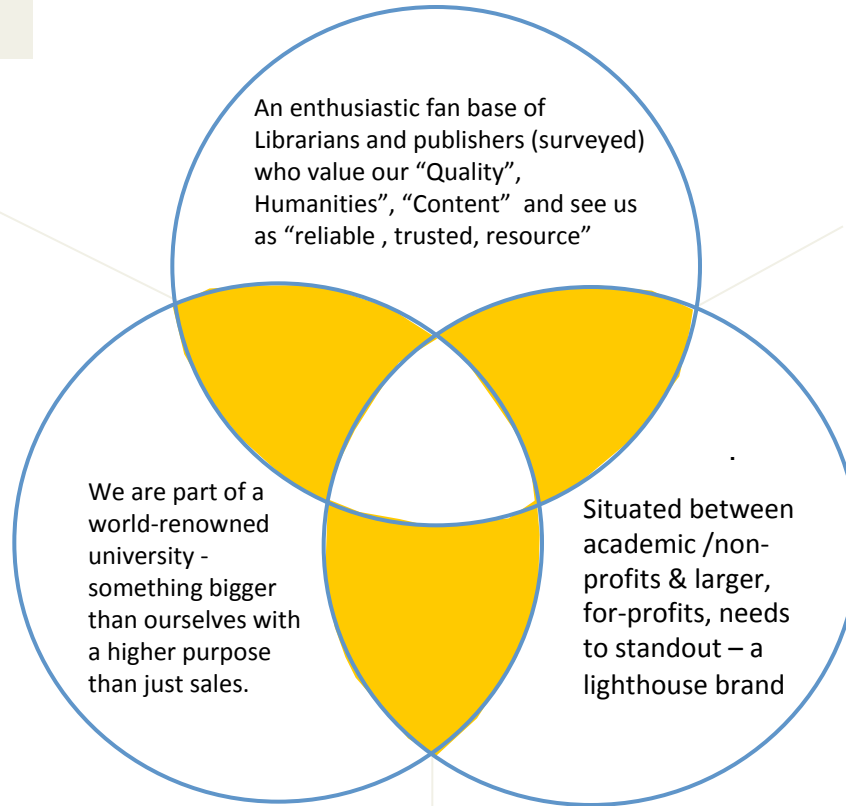 An enthusiastic fan base of
Librarians and publishers (surveyed)
who value our “Quality”,
Humanities”, “Content”  and see us
as “reliable , trusted, resource”
We are part of a
world-renowned
university -
something bigger
than ourselves with
a higher purpose
than just sales.
.
Situated between
academic /non-
profits & larger,
for-profits, needs
to standout – a
lighthouse brand